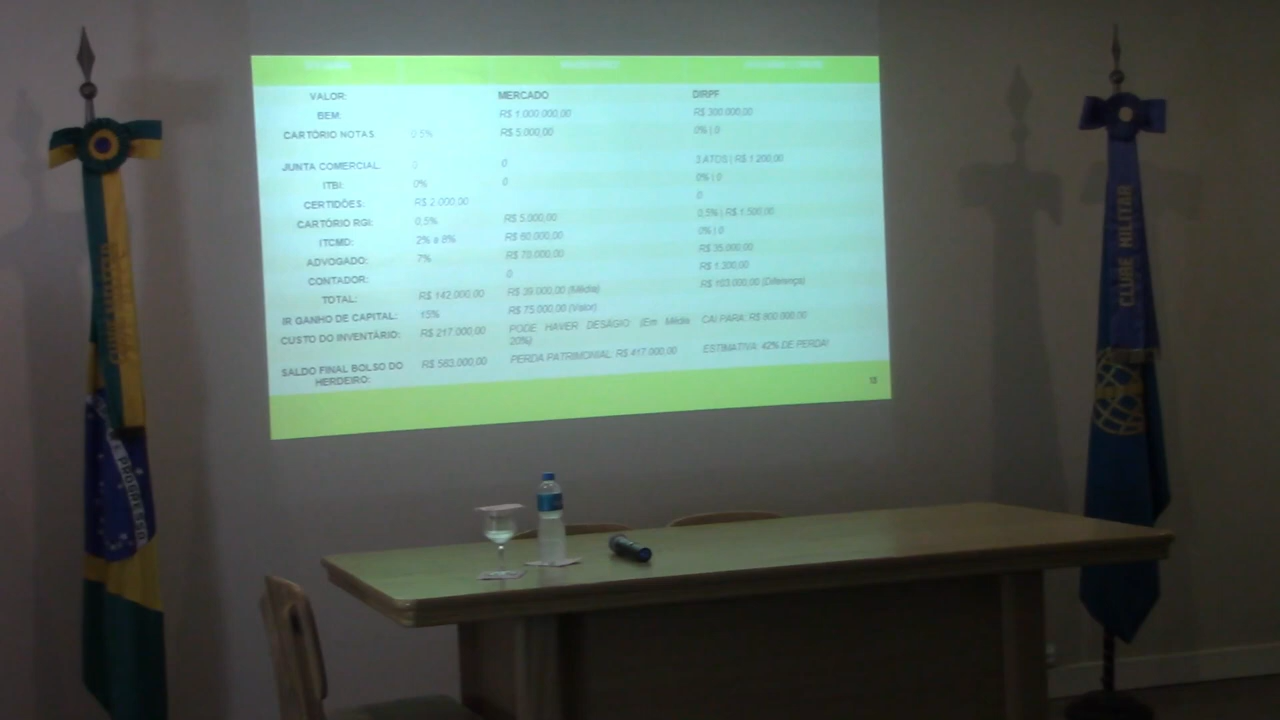 VALOR: MERCADO DIRPF
BEM: R$ 1.000.000,00 R$ 300.000,00
CARTÓRIO NOTAS 0,5% R$ 5.000,00 0% | 0
JUNTA COMERCIAL: 0 0 3 ATOS | R$ 1.200,00
ITBI: 0% 0 0% | 0
CERTIDÕES: R$ 2.000,00 0
CARTÓRIO RGI: 0,5% R$ 5.000,00 0,5% | R$ 1.500,00
ITCMD: 2% a 8% R$ 60.000,00 0% | 0
ADVOGADO: 7% R$ 70.000,00 R$ 35.000,00
CONTADOR: 0 R$ 1.300,00
TOTAL: R$ 142.000,00 R$ 39.000,00 (Média) R$ 103.000,00 (Diferença)
IR GANHO DE CAPITAL: 15% R$ 75.000,00 (Valor)
CUSTO DO INVENTÁRIO: R$ 217.000,00 PODE HAVER DESÁGIO: (Em Média 20%) CAI PARA: R$ 800.000,00
SALDO FINAL BOLSO DO HERDEIRO: R$ 583.000,00 PERDA PATRIMONIAL: R$ 417.000,00 ESTIMATIVA: 42% DE PERDA!
15
CLUBE MILITAR